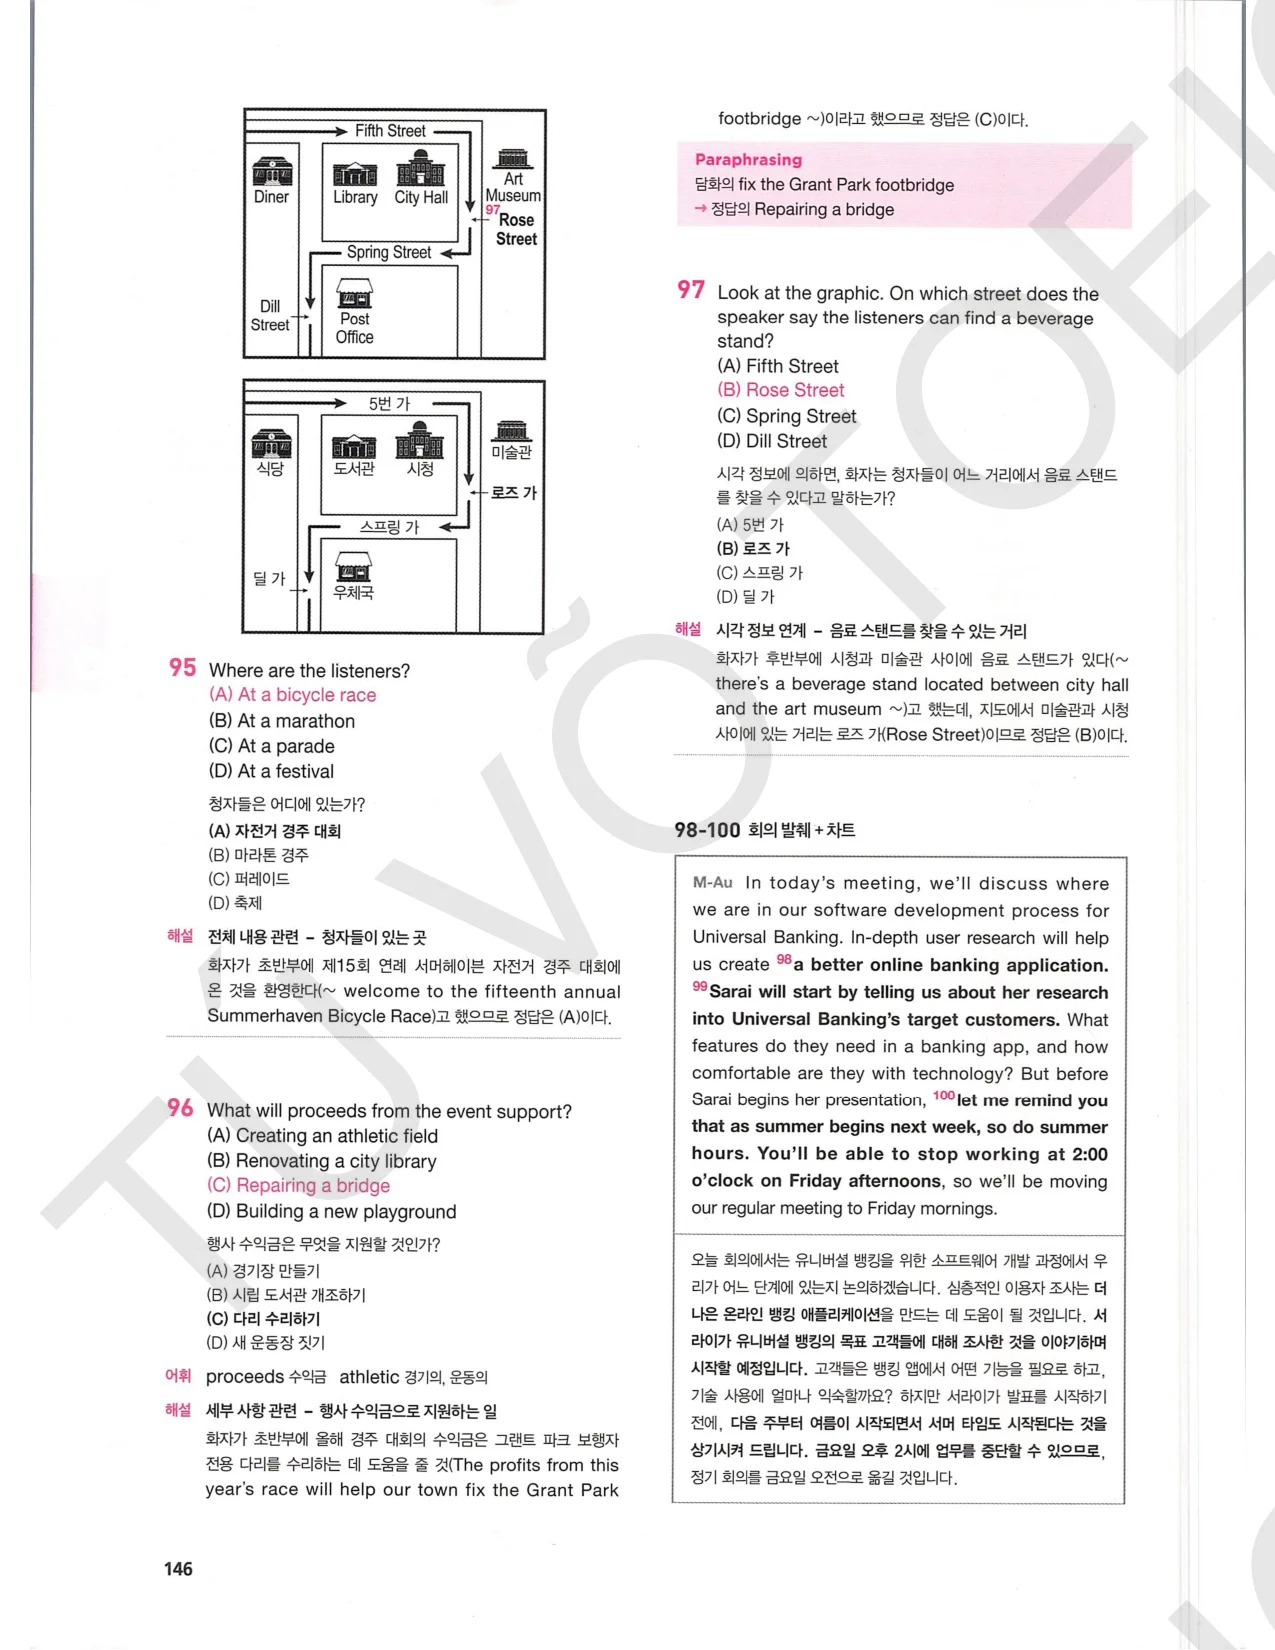 Fifth Street
Diner
Library
City Hall
Art
Museum
97
Rose
Street
Spring Street
Dill
Street
Post
Office
5번 가
식당
도서관
시청
미술관
로즈 가
스프링 가
딜 가
우체국
95 Where are the listeners?
(A) At a bicycle race
(B) At a marathon
(C) At a parade
(D) At a festival
청자들은 어디에 있는가?
(A) 자전거 경주 대회
(B) 마라톤 경주
(C) 퍼레이드
(D) 축제
해설 전체 내용 관련 – 청자들이 있는 곳
화자가 초반부에 제15회 연례 서머헤이븐 자전거 경주 대회에
온 것을 환영한다(~ welcome to the fifteenth annual
Summerhaven Bicycle Race)고 했으므로 정답은 (A)이다.
96 What will proceeds from the event support?
(A) Creating an athletic field
(B) Renovating a city library
(C) Repairing a bridge
(D) Building a new playground
행사 수익금은 무엇을 지원할 것인가?
(A) 경기장 만들기
(B) 시립 도서관 개조하기
(C) 다리 수리하기
(D) 새 운동장 짓기
어휘 proceeds 수익금 athletic 경기의, 운동의
해설 세부 사항 관련 – 행사 수익금으로 지원하는 일
화자가 초반부에 올해 경주 대회의 수익금은 그랜트 파크 보행자
전용 다리를 수리하는 데 도움을 줄 것(The profits from this
year's race will help our town fix the Grant Park
footbridge ~)이라고 했으므로 정답은 (C)이다.
Paraphrasing
담화의 fix the Grant Park footbridge
→ 정답의 Repairing a bridge
97 Look at the graphic. On which street does the
speaker say the listeners can find a beverage
stand?
(A) Fifth Street
(B) Rose Street
(C) Spring Street
(D) Dill Street
시각 정보에 의하면, 화자는 청자들이 어느 거리에서 음료 스탠드
를 찾을 수 있다고 말하는가?
(A) 5번 가
(B) 로즈 가
(C) 스프링 가
(D) 딜 가
해설 시각 정보 연계 – 음료 스탠드를 찾을 수 있는 거리
화자가 후반부에 시청과 미술관 사이에 음료 스탠드가 있다(~
there's a beverage stand located between city hall
and the art museum ~)고 했는데, 지도에서 미술관과 시청
사이에 있는 거리는 로즈 가(Rose Street)이므로 정답은 (B)이다.
98-100 회의 발췌 + 차트
M-Au In today's meeting, we'll discuss where
we are in our software development process for
Universal Banking. In-depth user research will help
us create 98a better online banking application.
99Sarai will start by telling us about her research
into Universal Banking's target customers. What
features do they need in a banking app, and how
comfortable are they with technology? But before
Sarai begins her presentation, 100let me remind you
that as summer begins next week, so do summer
hours. You'll be able to stop working at 2:00
o'clock on Friday afternoons, so we'll be moving
our regular meeting to Friday mornings.
오늘 회의에서는 유니버셜 뱅킹을 위한 소프트웨어 개발 과정에서 우
리가 어느 단계에 있는지 논의하겠습니다. 심층적인 이용자 조사는 더
나은 온라인 뱅킹 애플리케이션을 만드는 데 도움이 될 것입니다. 서
라이가 유니버셜 뱅킹의 목표 고객들에 대해 조사한 것을 이야기하며
시작할 예정입니다. 고객들은 뱅킹 앱에서 어떤 기능을 필요로 하고,
기술 사용에 얼마나 익숙할까요? 하지만 서라이가 발표를 시작하기
전에, 다음 주부터 여름이 시작되면서 서머 타임도 시작된다는 것을
상기시켜 드립니다. 금요일 오후 2시에 업무를 중단할 수 있으므로,
정기 회의를 금요일 오전으로 옮길 것입니다.
146
TÚ VÕ TOEIC